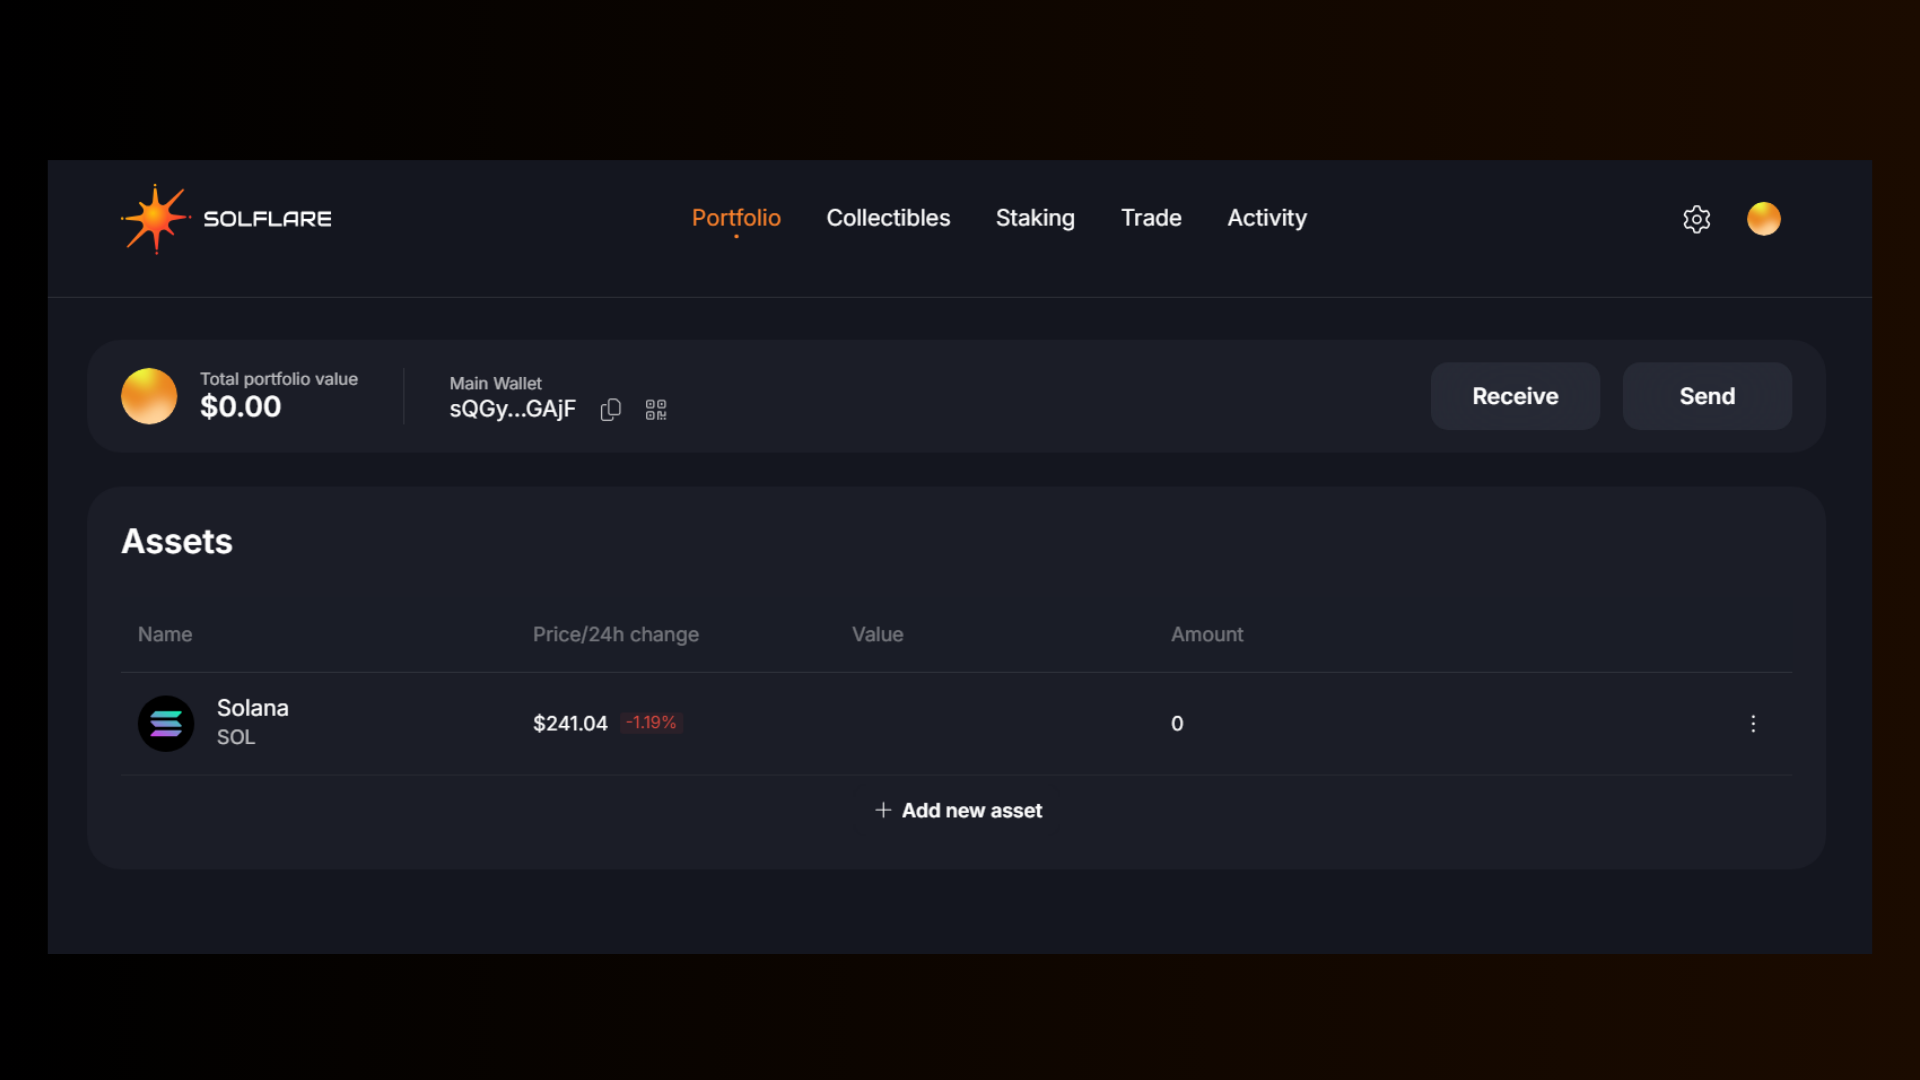 SOLFLARE
Portfolio Collectibles Staking Trade Activity
Total portfolio value
$0.00
Main Wallet
sQGy...GAjF
Receive Send
Assets
Name Price/24h change Value Amount
Solana
SOL
$241.04 -1.19% 0
+ Add new asset